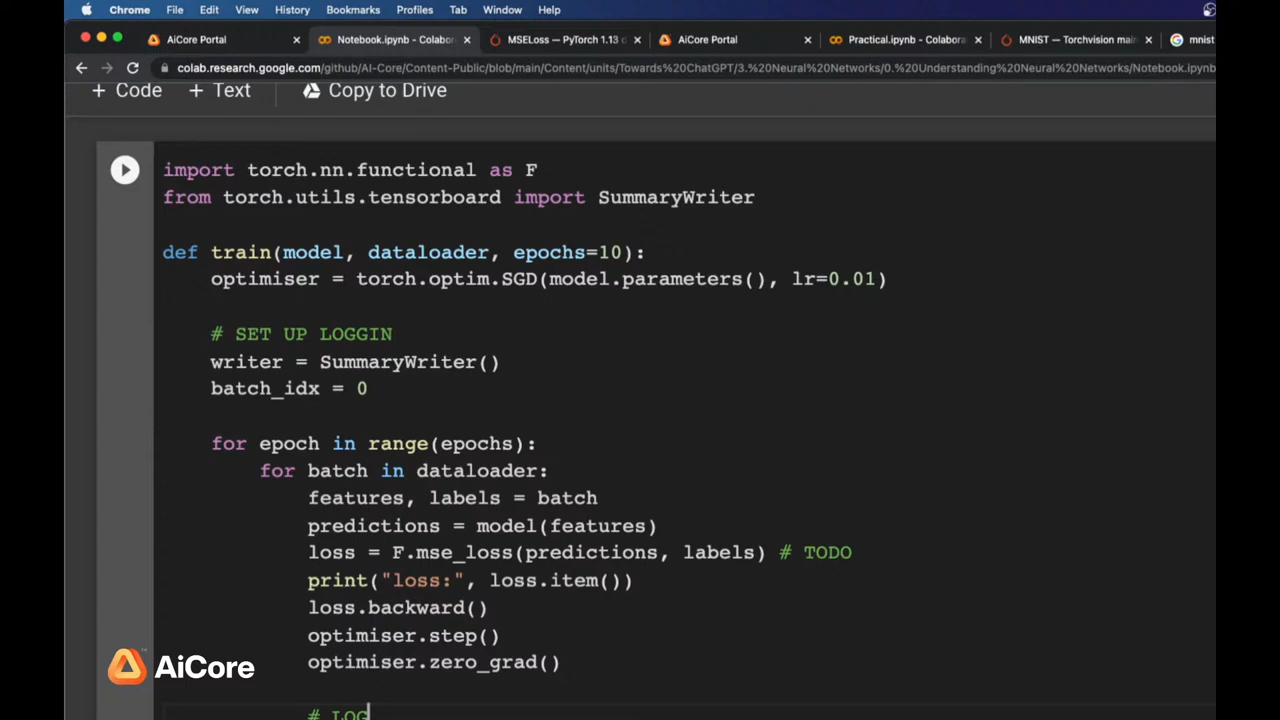 Chrome File Edit View History Bookmarks Profiles Tab Window Help
AiCore Portal Notebook.ipynb - Colabora MSELoss — PyTorch 1.13 d AiCore Portal Practical.ipynb - Colabora MNIST — Torchvision main mnist
colab.research.google.com/github/AI-Core/Content-Public/blob/main/Content/units/Towards%20ChatGPT/3.%20Neural%20Networks/0.%20Understanding%20Neural%20Networks/Notebook.ipynb
+ Code + Text Copy to Drive
import torch.nn.functional as F
from torch.utils.tensorboard import SummaryWriter
def train(model, dataloader, epochs=10):
optimiser = torch.optim.SGD(model.parameters(), lr=0.01)
# SET UP LOGGIN
writer = SummaryWriter()
batch_idx = 0
for epoch in range(epochs):
for batch in dataloader:
features, labels = batch
predictions = model(features)
loss = F.mse_loss(predictions, labels) # TODO
print("loss:", loss.item())
loss.backward()
optimiser.step()
optimiser.zero_grad()
# LOG
AiCore